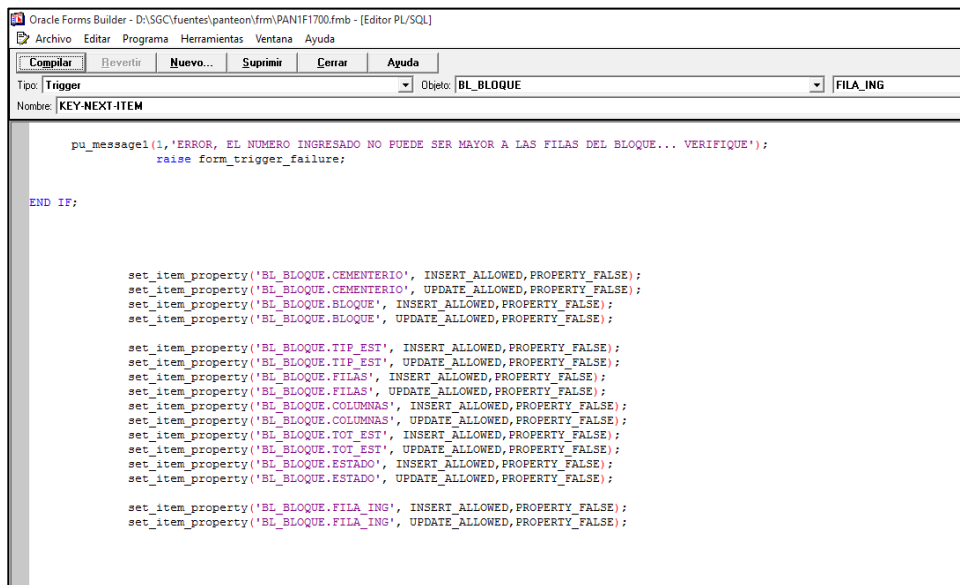 Oracle Forms Builder - D:\SGC\fuentes\panteon\frm\PAN1F1700.fmb - [Editor PL/SQL]
Archivo Editar Programa Herramientas Ventana Ayuda
Compilar Revertir Nuevo... Suprimir Cerrar Ayuda
Tipo: Trigger Objeto: BL_BLOQUE FILA_ING
Nombre: KEY-NEXT-ITEM
pu_message1(1,'ERROR, EL NUMERO INGRESADO NO PUEDE SER MAYOR A LAS FILAS DEL BLOQUE... VERIFIQUE');
raise form_trigger_failure;
END IF;
set_item_property('BL_BLOQUE.CEMENTERIO', INSERT_ALLOWED,PROPERTY_FALSE);
set_item_property('BL_BLOQUE.CEMENTERIO', UPDATE_ALLOWED,PROPERTY_FALSE);
set_item_property('BL_BLOQUE.BLOQUE', INSERT_ALLOWED,PROPERTY_FALSE);
set_item_property('BL_BLOQUE.BLOQUE', UPDATE_ALLOWED,PROPERTY_FALSE);
set_item_property('BL_BLOQUE.TIP_EST', INSERT_ALLOWED,PROPERTY_FALSE);
set_item_property('BL_BLOQUE.TIP_EST', UPDATE_ALLOWED,PROPERTY_FALSE);
set_item_property('BL_BLOQUE.FILAS', INSERT_ALLOWED,PROPERTY_FALSE);
set_item_property('BL_BLOQUE.FILAS', UPDATE_ALLOWED,PROPERTY_FALSE);
set_item_property('BL_BLOQUE.COLUMNAS', INSERT_ALLOWED,PROPERTY_FALSE);
set_item_property('BL_BLOQUE.COLUMNAS', UPDATE_ALLOWED,PROPERTY_FALSE);
set_item_property('BL_BLOQUE.TOT_EST', INSERT_ALLOWED,PROPERTY_FALSE);
set_item_property('BL_BLOQUE.TOT_EST', UPDATE_ALLOWED,PROPERTY_FALSE);
set_item_property('BL_BLOQUE.ESTADO', INSERT_ALLOWED,PROPERTY_FALSE);
set_item_property('BL_BLOQUE.ESTADO', UPDATE_ALLOWED,PROPERTY_FALSE);
set_item_property('BL_BLOQUE.FILA_ING', INSERT_ALLOWED,PROPERTY_FALSE);
set_item_property('BL_BLOQUE.FILA_ING', UPDATE_ALLOWED,PROPERTY_FALSE);